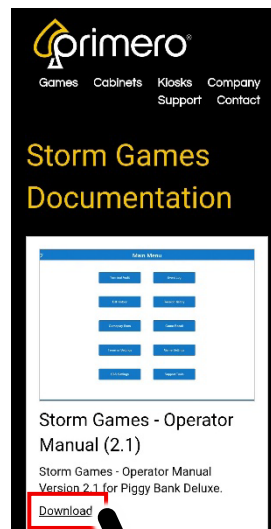 primero®
Games Cabinets Kiosks Company
Support Contact
Storm Games
Documentation
Main Menu
Storm Games - Operator
Manual (2.1)
Storm Games - Operator Manual
Version 2.1 for Piggy Bank Deluxe.
Download